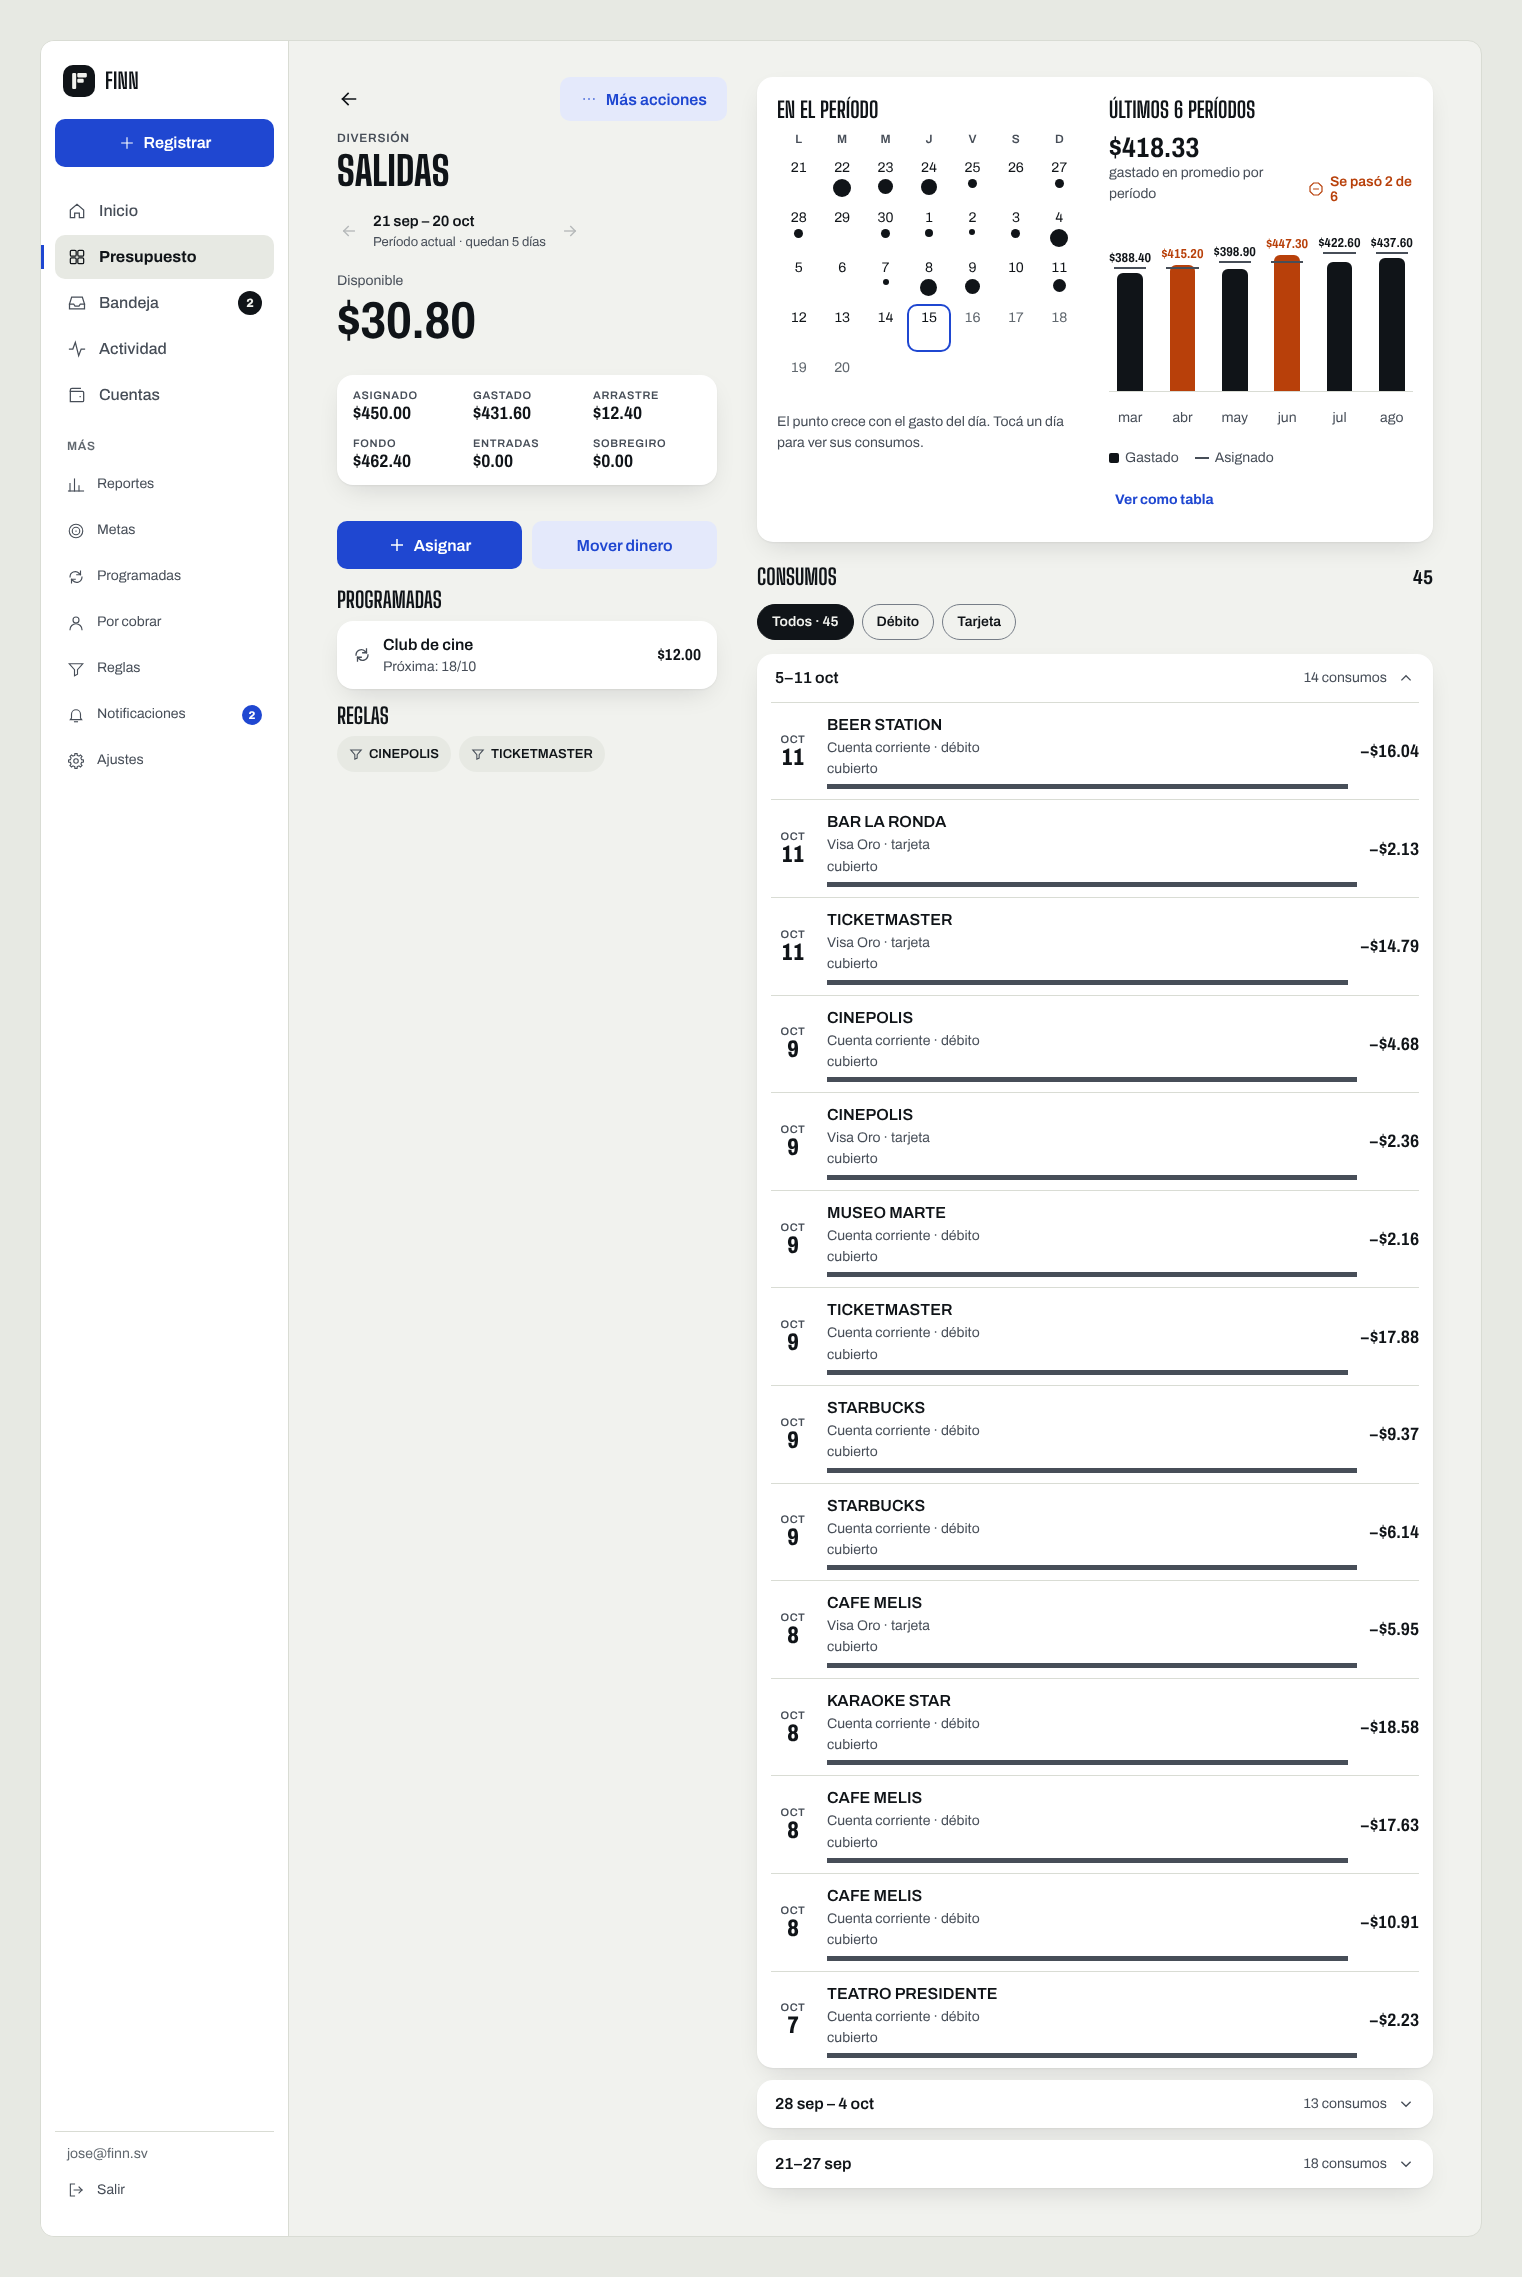 FINN
Registrar
Inicio
Presupuesto
Bandeja 2
Actividad
Cuentas
MÁS
Reportes
Metas
Programadas
Por cobrar
Reglas
Notificaciones 2
Ajustes
jose@finn.sv
Salir
Más acciones
DIVERSIÓN
SALIDAS
21 sep – 20 oct
Período actual · quedan 5 días
Disponible
$30.80
ASIGNADO GASTADO ARRASTRE
$450.00 $431.60 $12.40
FONDO ENTRADAS SOBREGIRO
$462.40 $0.00 $0.00
Asignar
Mover dinero
PROGRAMADAS
Club de cine
Próxima: 18/10
$12.00
REGLAS
CINEPOLIS TICKETMASTER
EN EL PERÍODO
L M M J V S D
21 22 23 24 25 26 27
28 29 30 1 2 3 4
5 6 7 8 9 10 11
12 13 14 15 16 17 18
19 20
El punto crece con el gasto del día. Tocá un día
para ver sus consumos.
ÚLTIMOS 6 PERÍODOS
$418.33
gastado en promedio por
período
Se pasó 2 de
6
$388.40 $415.20 $398.90 $447.30 $422.60 $437.60
mar abr may jun jul ago
Gastado Asignado
Ver como tabla
CONSUMOS 45
Todos · 45 Débito Tarjeta
5–11 oct 14 consumos
OCT
11
BEER STATION
Cuenta corriente · débito
cubierto
–$16.04
OCT
11
BAR LA RONDA
Visa Oro · tarjeta
cubierto
–$2.13
OCT
11
TICKETMASTER
Visa Oro · tarjeta
cubierto
–$14.79
OCT
9
CINEPOLIS
Cuenta corriente · débito
cubierto
–$4.68
OCT
9
CINEPOLIS
Visa Oro · tarjeta
cubierto
–$2.36
OCT
9
MUSEO MARTE
Cuenta corriente · débito
cubierto
–$2.16
OCT
9
TICKETMASTER
Cuenta corriente · débito
cubierto
–$17.88
OCT
9
STARBUCKS
Cuenta corriente · débito
cubierto
–$9.37
OCT
9
STARBUCKS
Cuenta corriente · débito
cubierto
–$6.14
OCT
8
CAFE MELIS
Visa Oro · tarjeta
cubierto
–$5.95
OCT
8
KARAOKE STAR
Cuenta corriente · débito
cubierto
–$18.58
OCT
8
CAFE MELIS
Cuenta corriente · débito
cubierto
–$17.63
OCT
8
CAFE MELIS
Cuenta corriente · débito
cubierto
–$10.91
OCT
7
TEATRO PRESIDENTE
Cuenta corriente · débito
cubierto
–$2.23
28 sep – 4 oct 13 consumos
21–27 sep 18 consumos